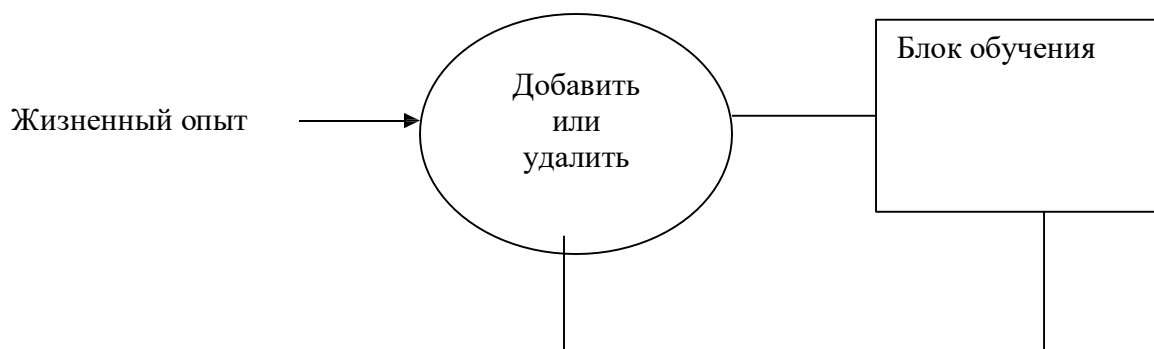 Блок обучения
Добавить
или
удалить
Жизненный опыт